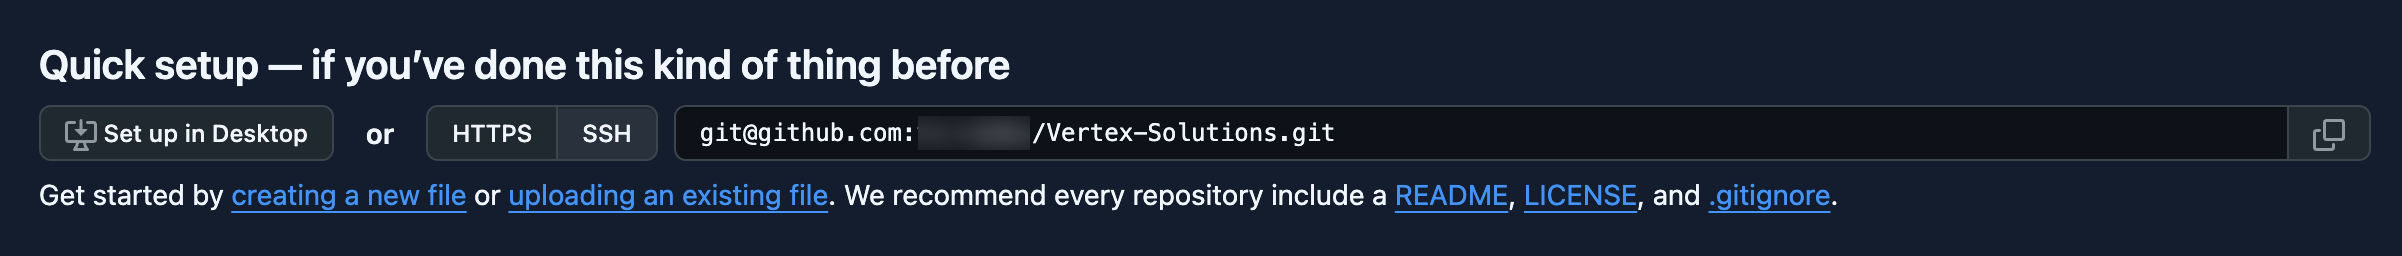 Quick setup — if you’ve done this kind of thing before
Set up in Desktop or HTTPS SSH git@github.com: /Vertex-Solutions.git
Get started by creating a new file or uploading an existing file. We recommend every repository include a README, LICENSE, and .gitignore.